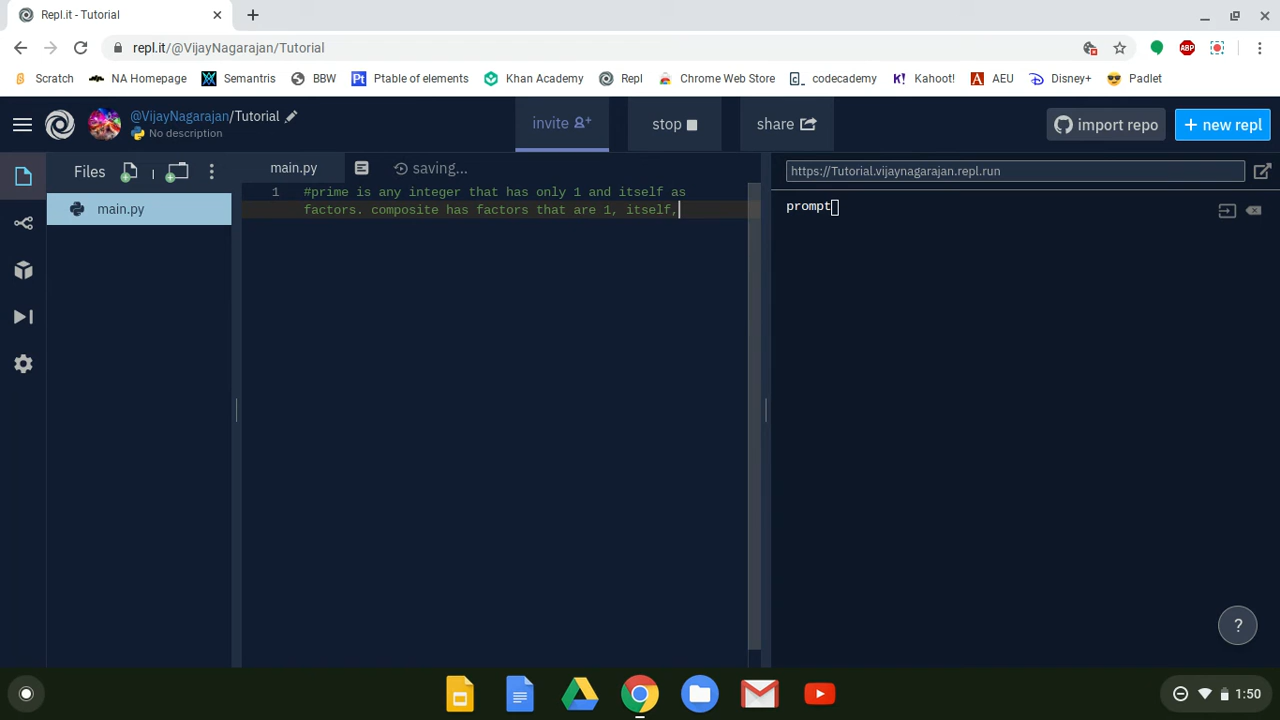 Repl.it - Tutorial
repl.it/@VijayNagarajan/Tutorial
ABP
Scratch NA Homepage Semantris BBW Pt Ptable of elements Khan Academy Repl Chrome Web Store codecademy K! Kahoot! A AEU Disney+ Padlet
@VijayNagarajan/Tutorial
No description
invite
stop
share
import repo
+ new repl
Files
main.py
main.py
saving...
1 #prime is any integer that has only 1 and itself as
factors. composite has factors that are 1, itself,
https://Tutorial.vijaynagarajan.repl.run
prompt
?
1:50